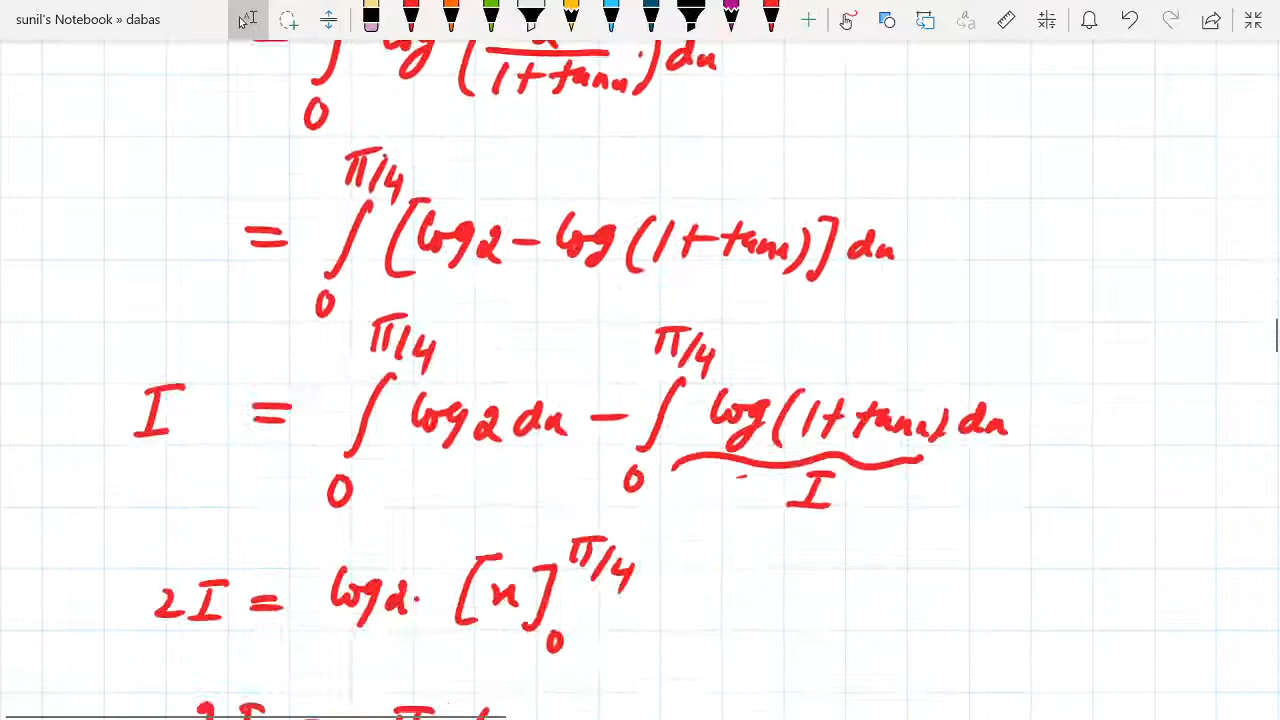 sunil's Notebook » dabas
0 (1+tanx) dx
π/4
= ∫ [log2 - log(1+tanx)] dx
0
π/4 π/4
I = ∫ log2 dx - ∫ log(1+tanx) dx
0 0 I
2I = log2 · [x] π/4
0
2I = π